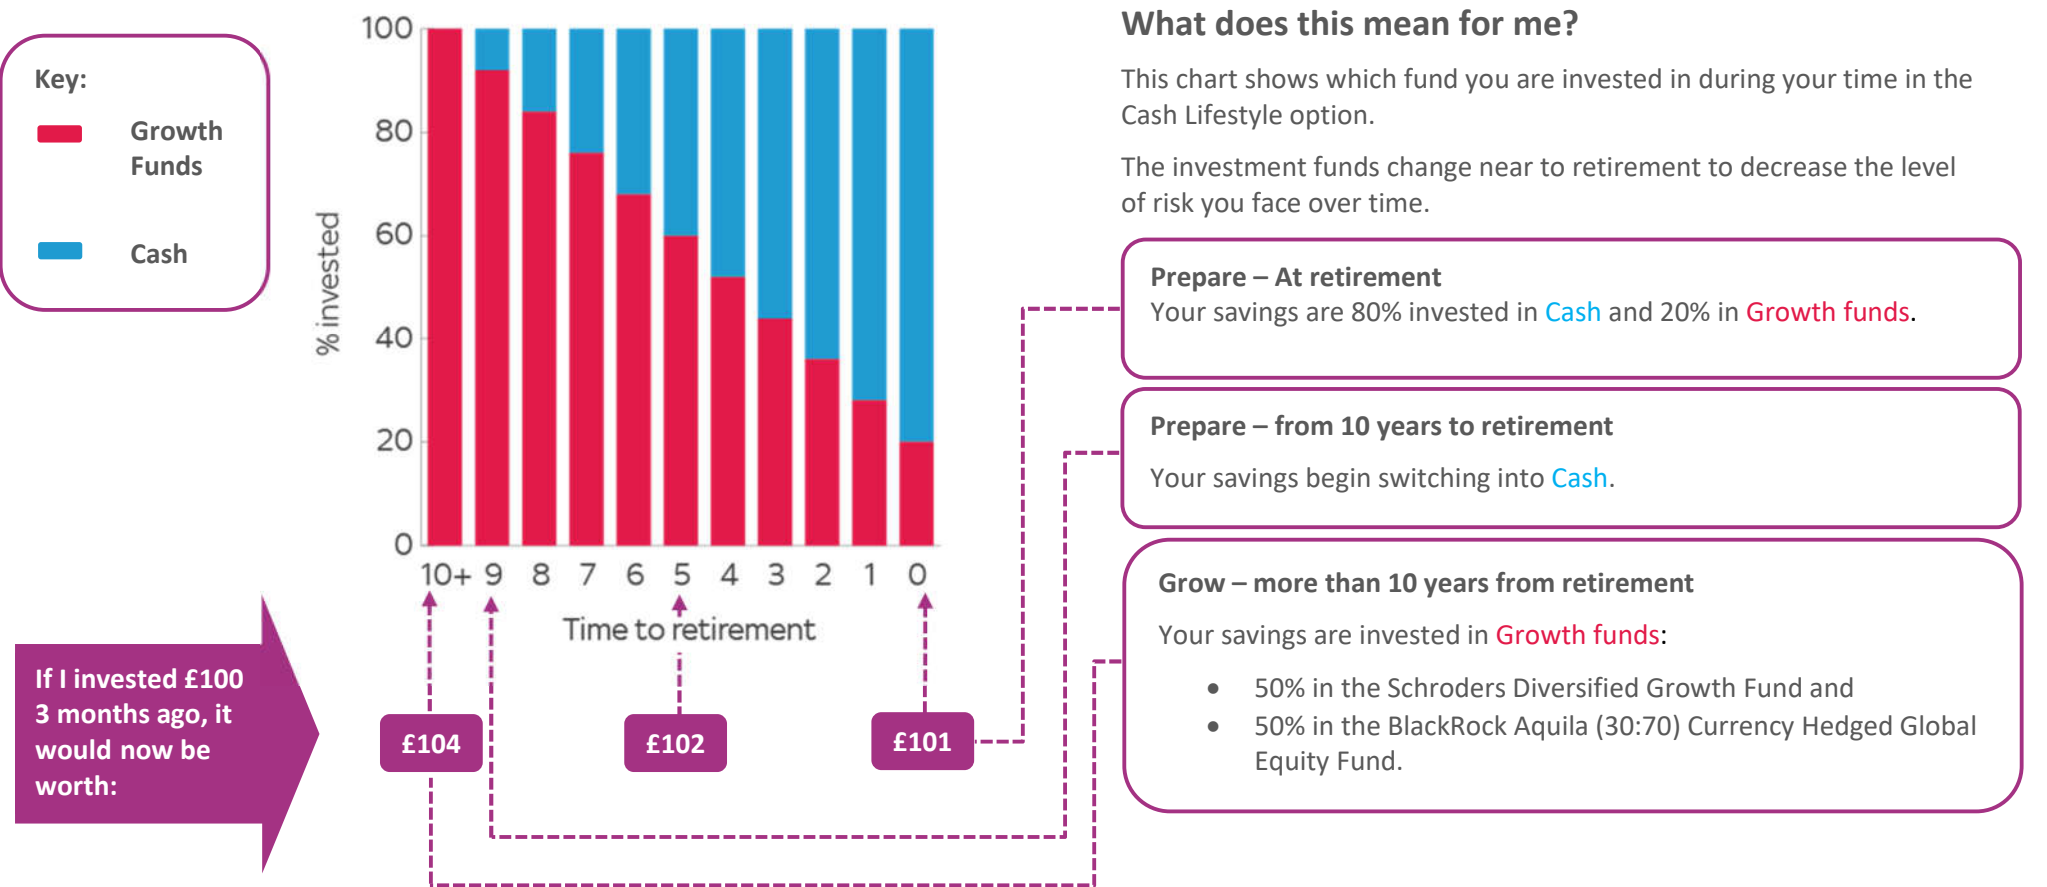 Key:
Growth
Funds
Cash
100
80
60
40
20
0
% invested
10+ 9 8 7 6 5 4 3 2 1 0
Time to retirement
If I invested £100
3 months ago, it
would now be
worth:
£104
£102
£101
What does this mean for me?
This chart shows which fund you are invested in during your time in the
Cash Lifestyle option.
The investment funds change near to retirement to decrease the level
of risk you face over time.
Prepare – At retirement
Your savings are 80% invested in Cash and 20% in Growth funds.
Prepare – from 10 years to retirement
Your savings begin switching into Cash.
Grow – more than 10 years from retirement
Your savings are invested in Growth funds:
• 50% in the Schroders Diversified Growth Fund and
• 50% in the BlackRock Aquila (30:70) Currency Hedged Global
Equity Fund.